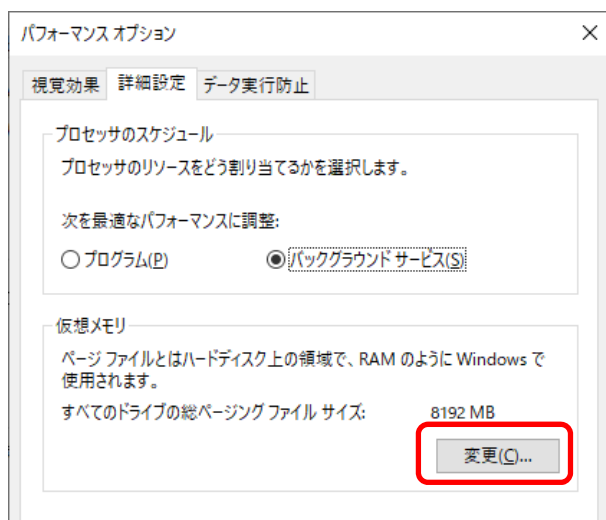 パフォーマンス オプション
視覚効果 詳細設定 データ実行防止
プロセッサのスケジュール
プロセッサのリソースをどう割り当てるかを選択します。
次を最適なパフォーマンスに調整:
プログラム(P) バックグラウンド サービス(S)
仮想メモリ
ページ ファイルとはハードディスク上の領域で、RAM のように Windows で
使用されます。
すべてのドライブの総ページング ファイル サイズ: 8192 MB
変更(C)...